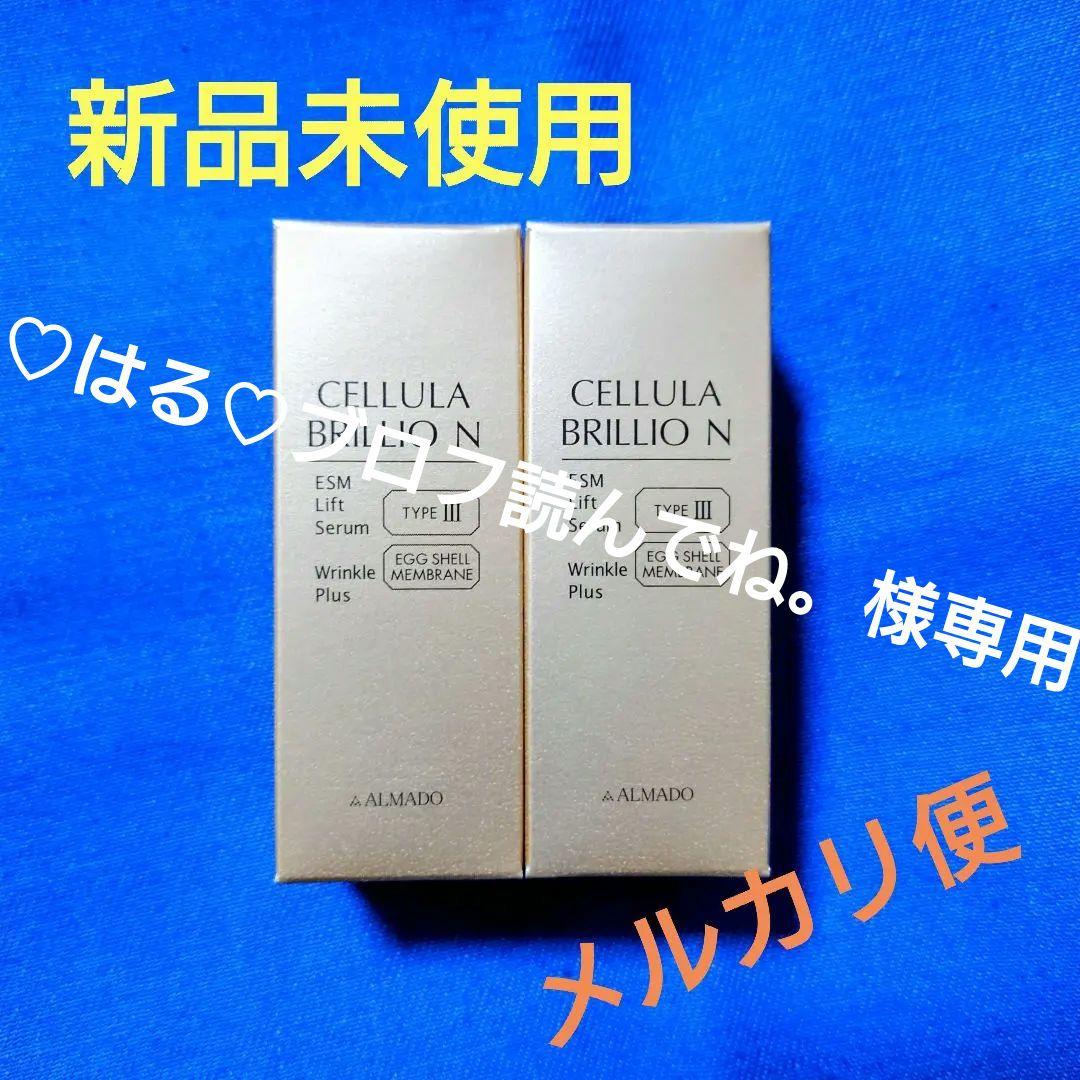 新品未使用
♡はる♡プロフ読んでね。様専用
CELLULA
BRILLIO N
ESM
Lift
Serum
TYPE III
Wrinkle
Plus
EGG SHELL
MEMBRANE
ALMADO
CELLULA
BRILLIO N
ESM
Lift
Serum
TYPE III
Wrinkle
Plus
EGG SHELL
MEMBRANE
ALMADO
メルカリ便